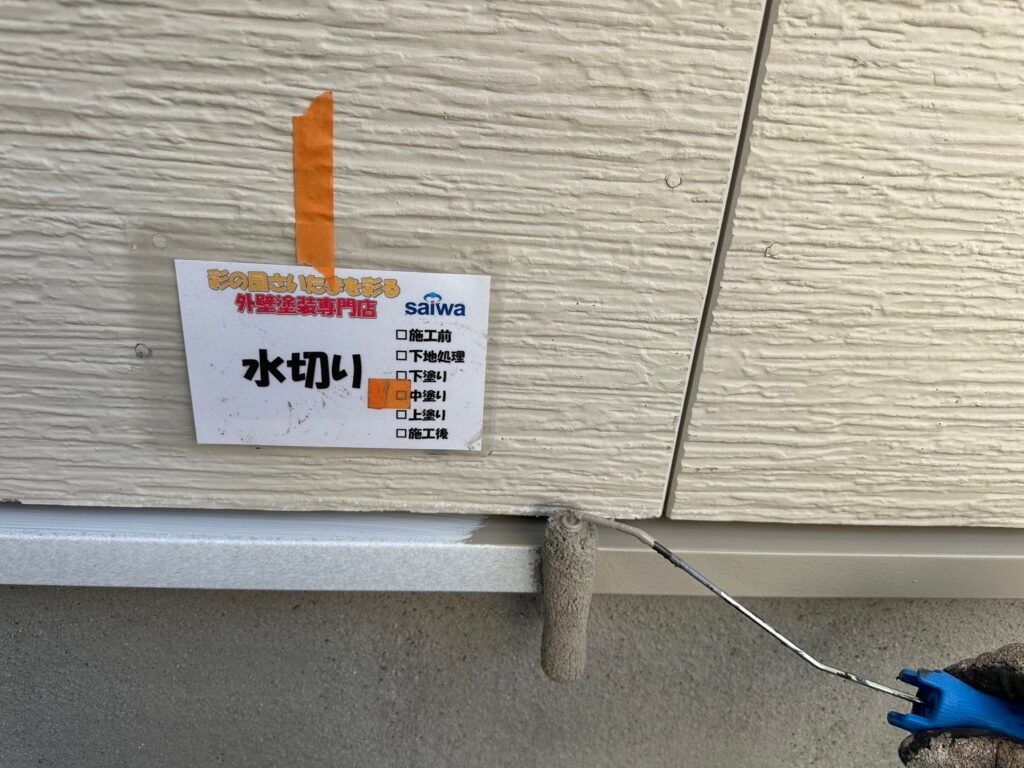 彩の国さいたまを彩る
外壁塗装専門店
saiwa
水切り
□施工前
□下地処理
□下塗り
□中塗り
□上塗り
□施工後